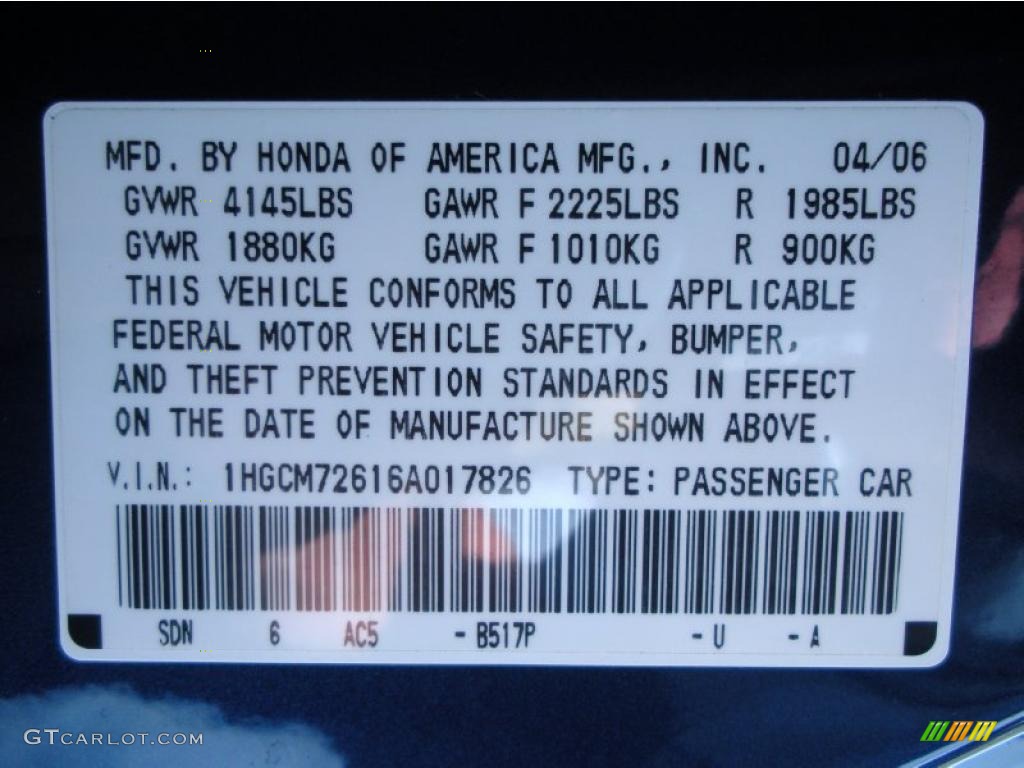 MFD. BY HONDA OF AMERICA MFG., INC. 04/06
GVWR 4145LBS GAWR F 2225LBS R 1985LBS
GVWR 1880KG GAWR F 1010KG R 900KG
THIS VEHICLE CONFORMS TO ALL APPLICABLE
FEDERAL MOTOR VEHICLE SAFETY, BUMPER,
AND THEFT PREVENTION STANDARDS IN EFFECT
ON THE DATE OF MANUFACTURE SHOWN ABOVE.
V.I.N.: 1HGCM72616A017826 TYPE: PASSENGER CAR
SDN 6 AC5 - B517P - U - A
GTCARLOT.COM